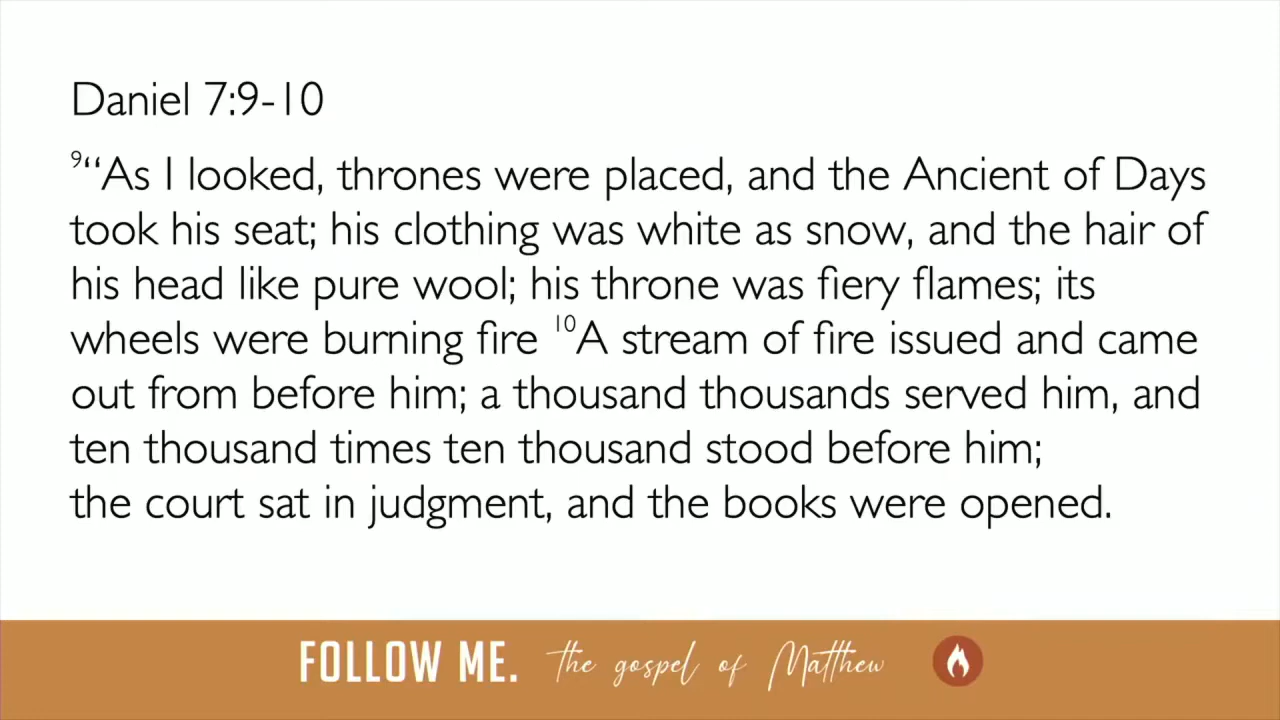 Daniel 7:9-10
9“As I looked, thrones were placed, and the Ancient of Days
took his seat; his clothing was white as snow, and the hair of
his head like pure wool; his throne was fiery flames; its
wheels were burning fire 10A stream of fire issued and came
out from before him; a thousand thousands served him, and
ten thousand times ten thousand stood before him;
the court sat in judgment, and the books were opened.
FOLLOW ME. the gospel of Matthew